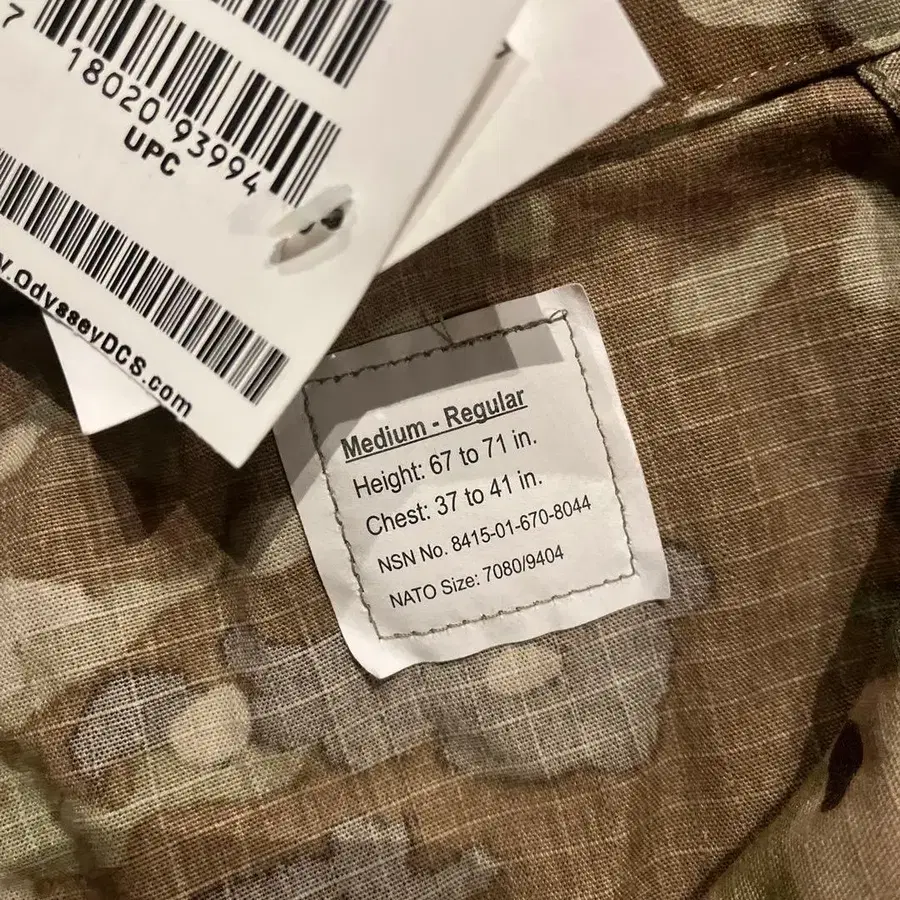 7 18020 93994
UPC
OdysseyDCS.com
Medium - Regular
Height: 67 to 71 in.
Chest: 37 to 41 in.
NSN No. 8415-01-670-8044
NATO Size: 7080/9404